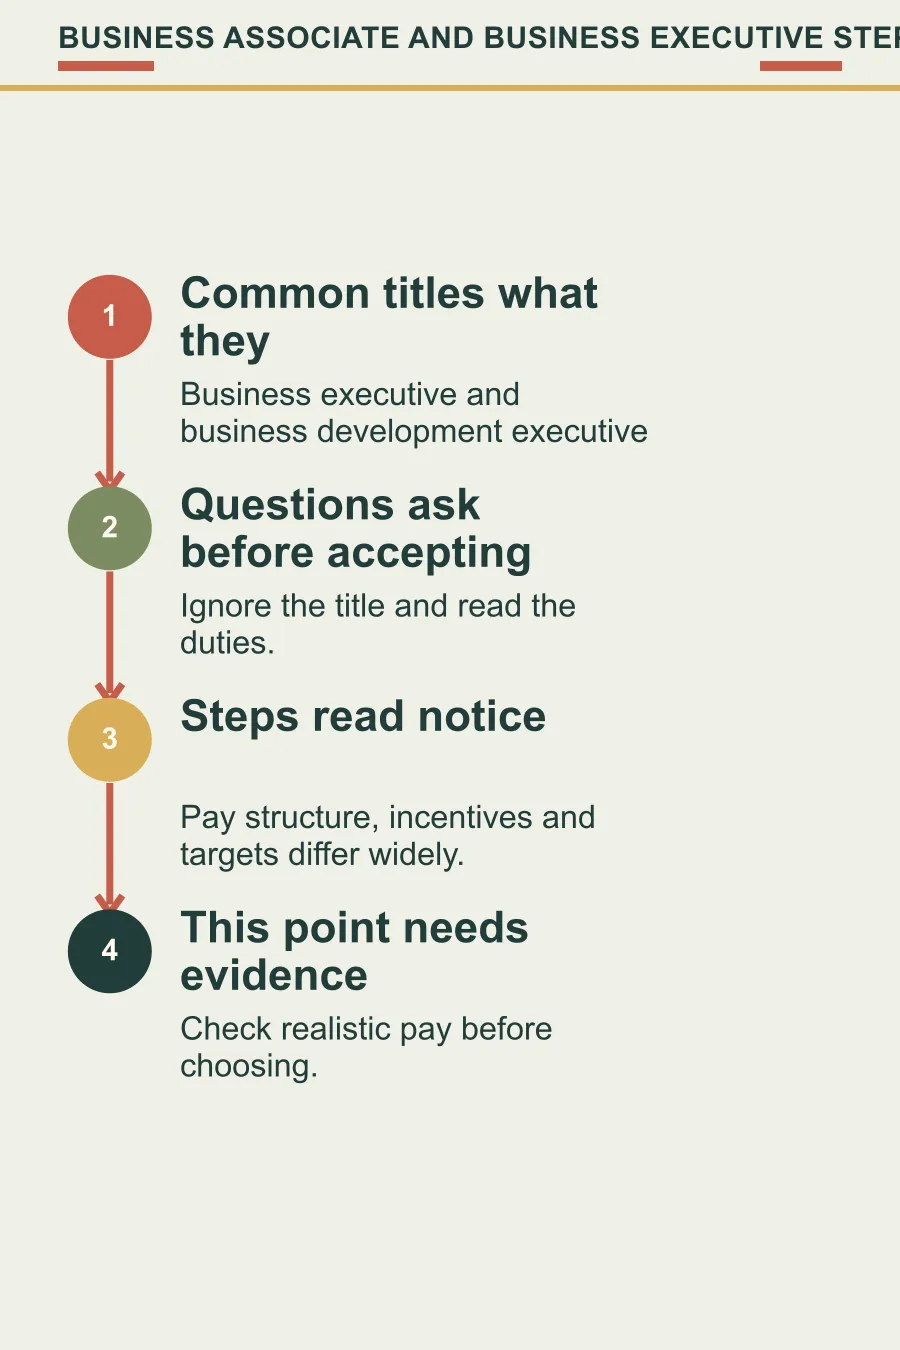 BUSINESS ASSOCIATE AND BUSINESS EXECUTIVE STEP
1
Common titles what
they
Business executive and
business development executive
2
Questions ask
before accepting
Ignore the title and read the
duties.
3
Steps read notice
Pay structure, incentives and
targets differ widely.
4
This point needs
evidence
Check realistic pay before
choosing.